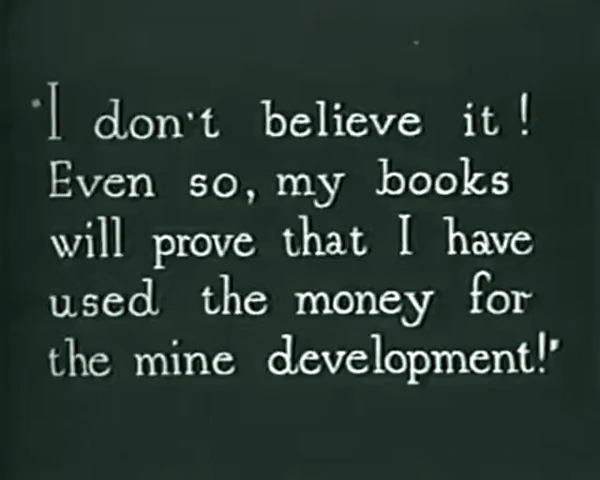 "I don't believe it!
Even so, my books
will prove that I have
used the money for
the mine development!"